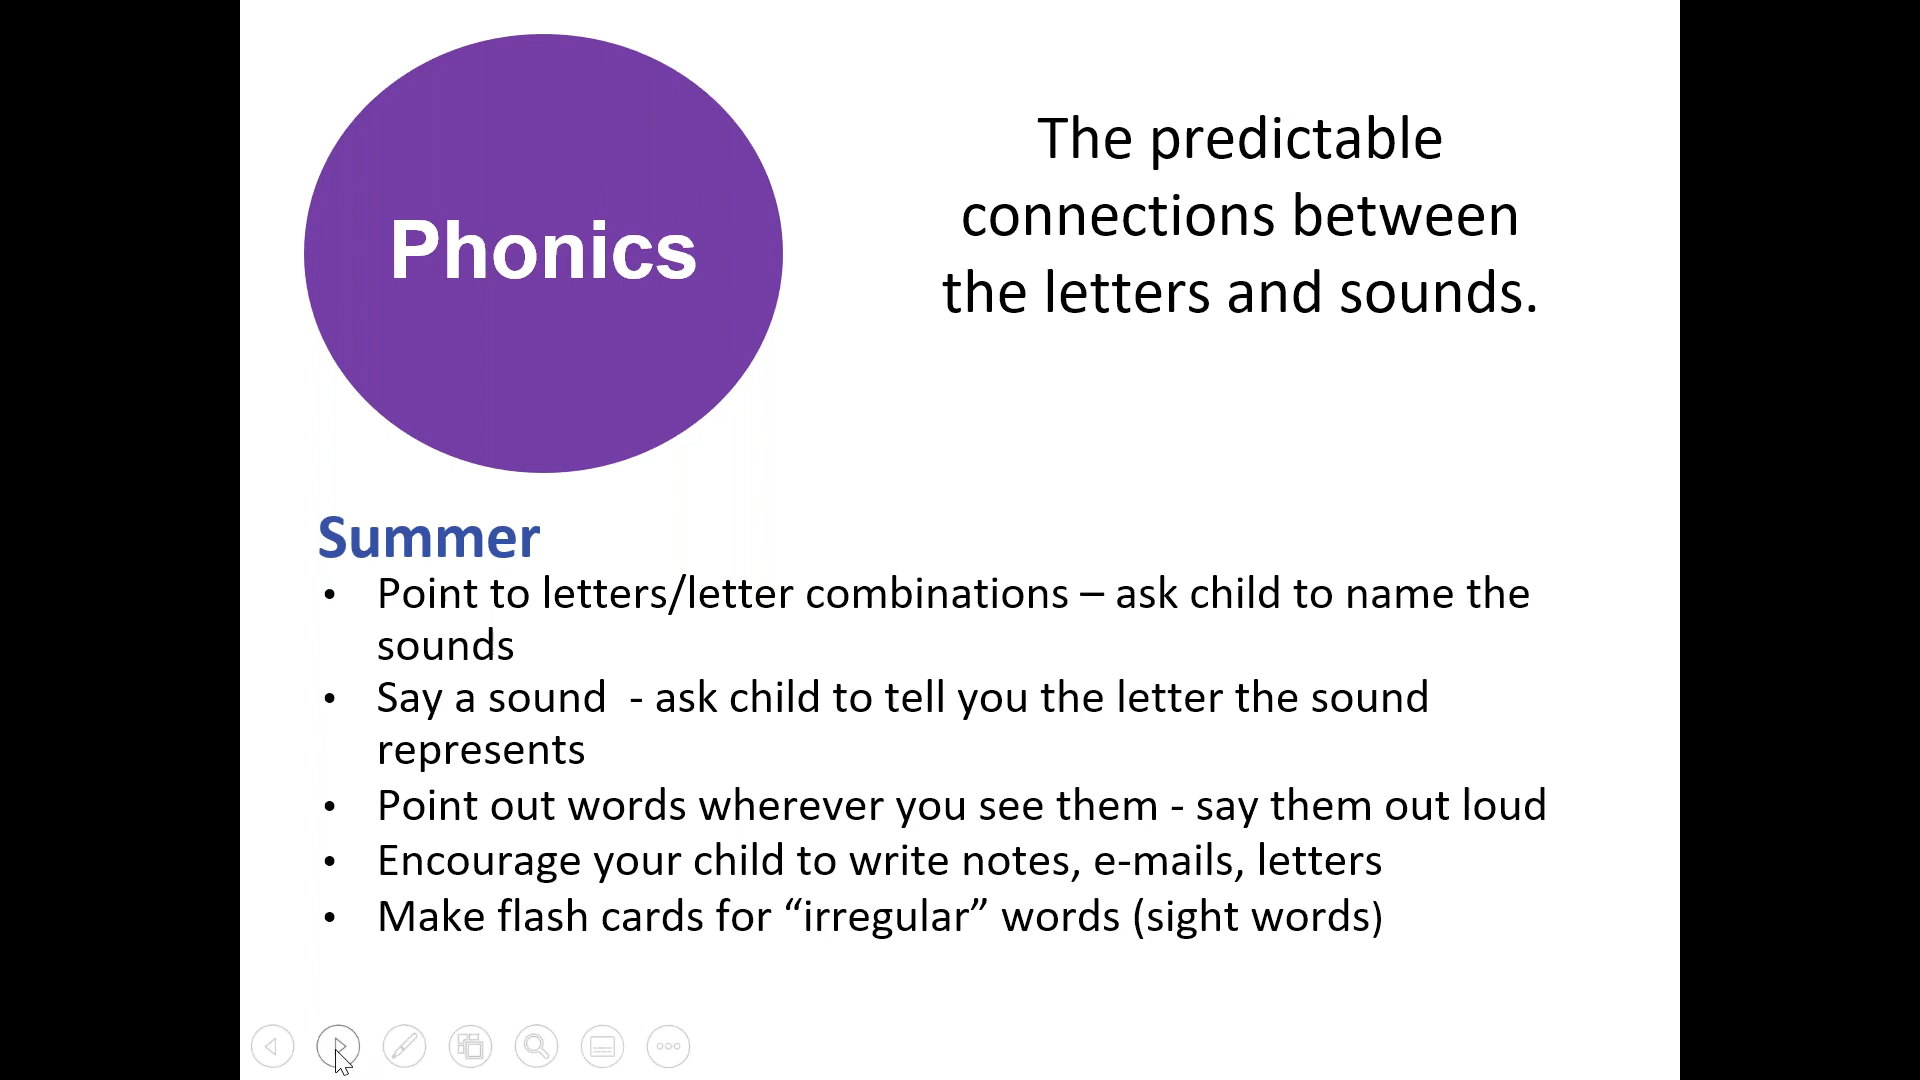 Phonics
The predictable
connections between
the letters and sounds.
Summer
• Point to letters/letter combinations – ask child to name the
sounds
• Say a sound  - ask child to tell you the letter the sound
represents
• Point out words wherever you see them - say them out loud
• Encourage your child to write notes, e-mails, letters
• Make flash cards for “irregular” words (sight words)